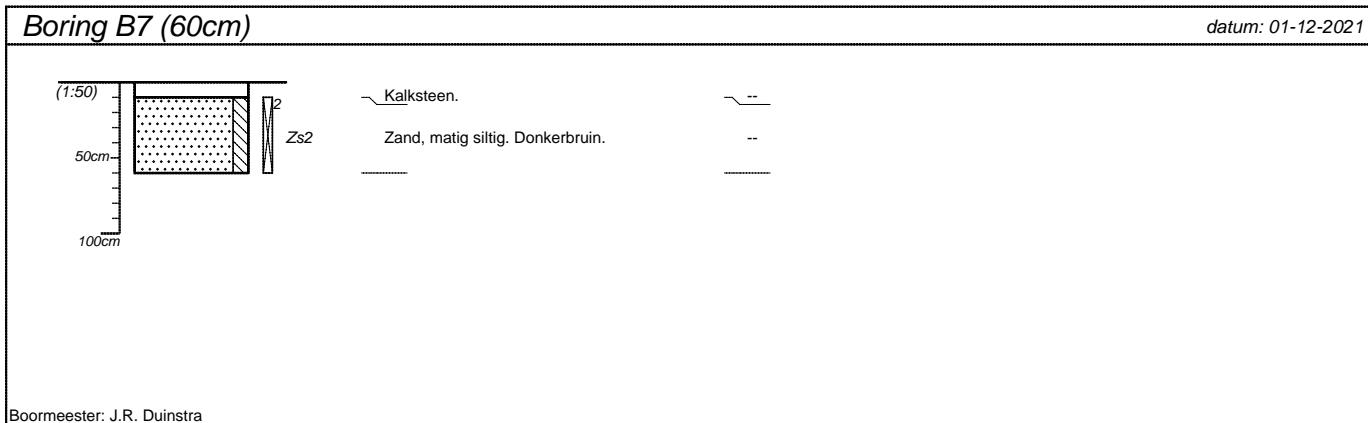 Boring B7 (60cm)
datum: 01-12-2021
(1:50)
2
Kalksteen.
--
Zs2
Zand, matig siltig. Donkerbruin.
--
50cm
100cm
Boormeester: J.R. Duinstra